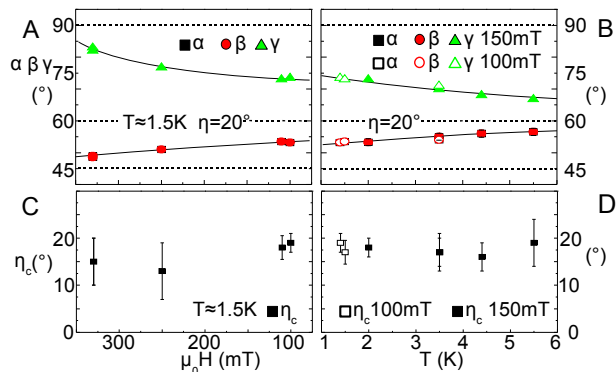 A
90
■ α ● β ▲ γ
α β γ
75
(°)
60
T≈1.5K η=20°
45
■ α ● β ▲ γ 150mT
□ α ○ β △ γ 100mT
B
90
75
(°)
60
η=20°
45
C
30
20
η_c(°)
10
T≈1.5K ■ η_c
0
300 200 100
μ₀H (mT)
D
30
(°)
20
10
□ η_c 100mT ■ η_c 150mT
0
1 2 3 4 5 6
T (K)